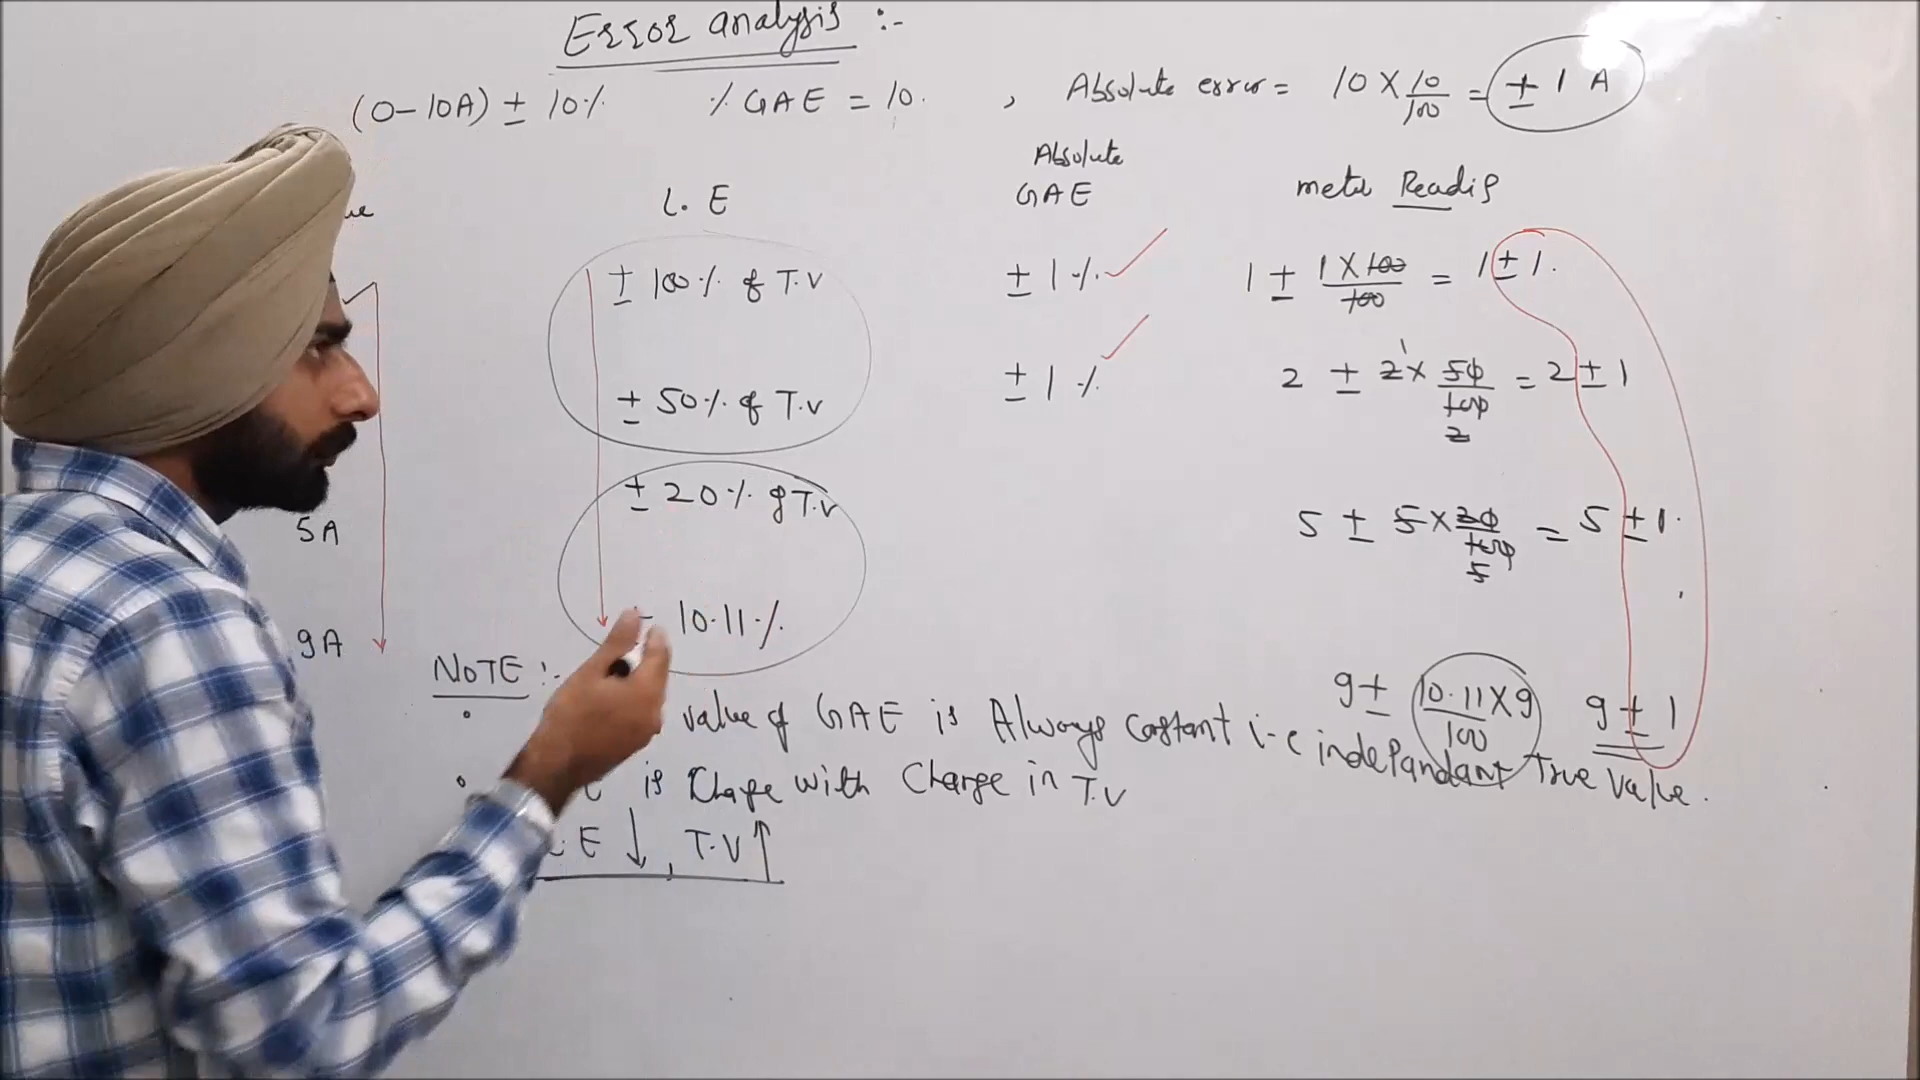 Error analysis :-
(0-10A) ± 10% % GAE = 10. , Absolute error = 10 X 10/100 = ± 1 A
L.E Absolute GAE meter Readig
± 100% of T.V ± 1% 1 ± 1 X 100/100 = 1 ± 1.
± 50% of T.V ± 1% 2 ± 2 X 50/100 = 2 ± 1
5A ± 20% of T.V 5 ± 5 X 20/100 = 5 ± 1.
9A 10.11% 9 ± 10.11 X 9/100 9 ± 1
NOTE :-
• value of GAE is Always constant i-e independant True value.
• is Change with Change in T.V
E ↓ , T.V ↑